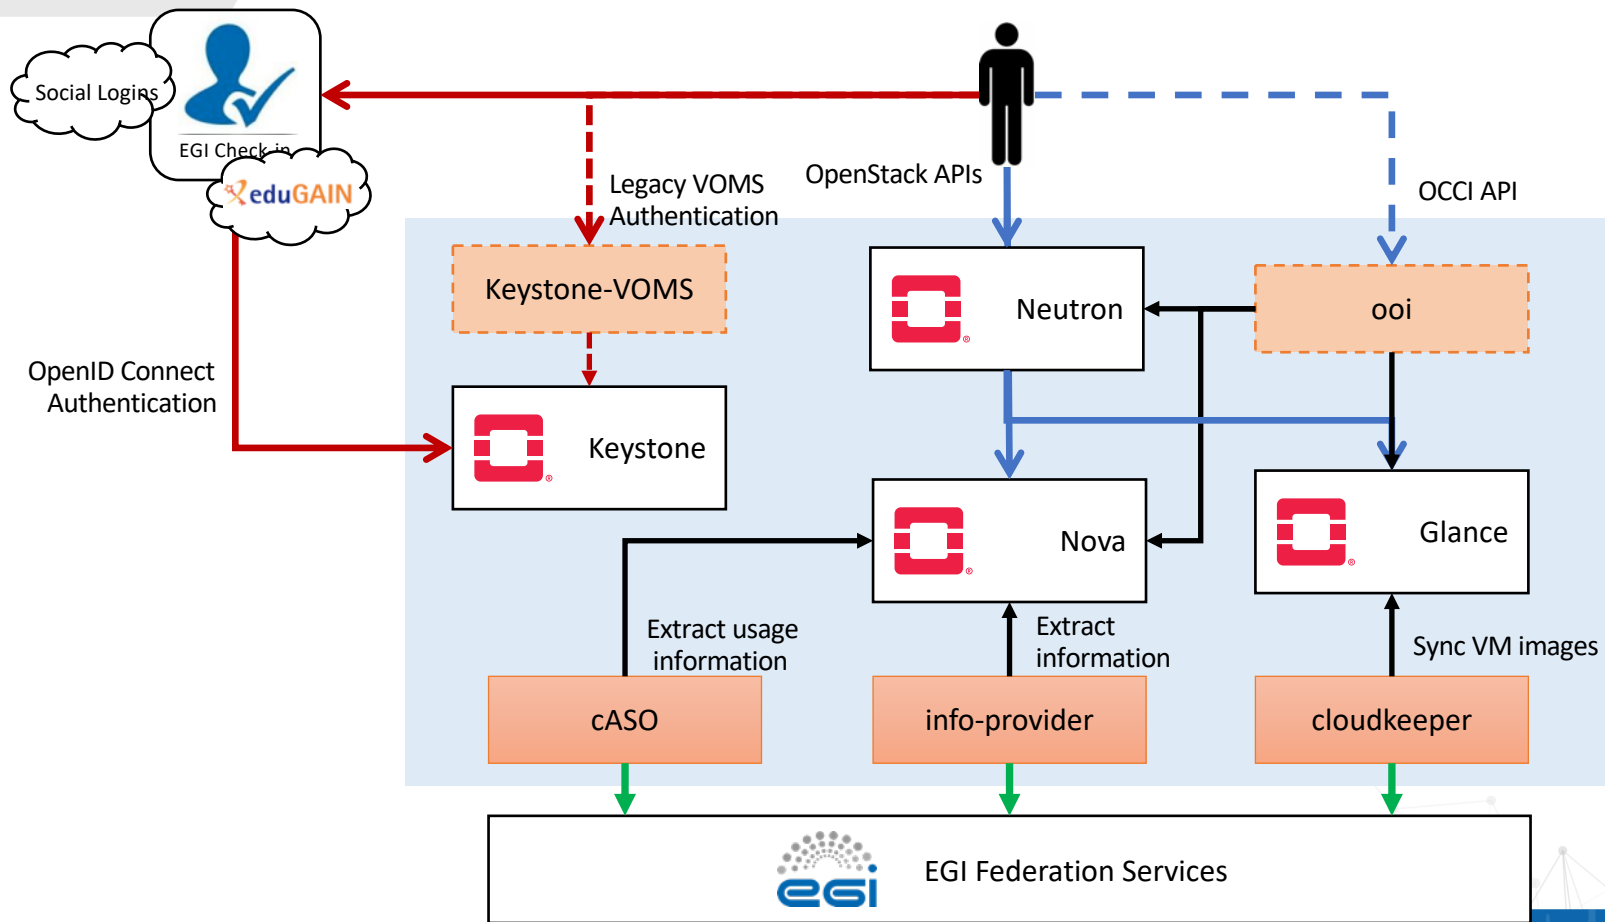 Social Logins
EGI Check-in
eduGAIN
Legacy VOMS
Authentication
OpenStack APIs
OCCI API
Keystone-VOMS
Neutron
®
ooi
OpenID Connect
Authentication
Keystone
®
Nova
®
Glance
®
Extract usage
information
Extract
information
Sync VM images
cASO
info-provider
cloudkeeper
egi
EGI Federation Services